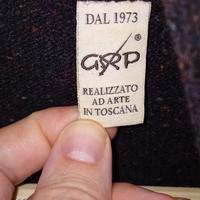 DAL 1973
GRP®
REALIZZATO
AD ARTE
IN TOSCANA